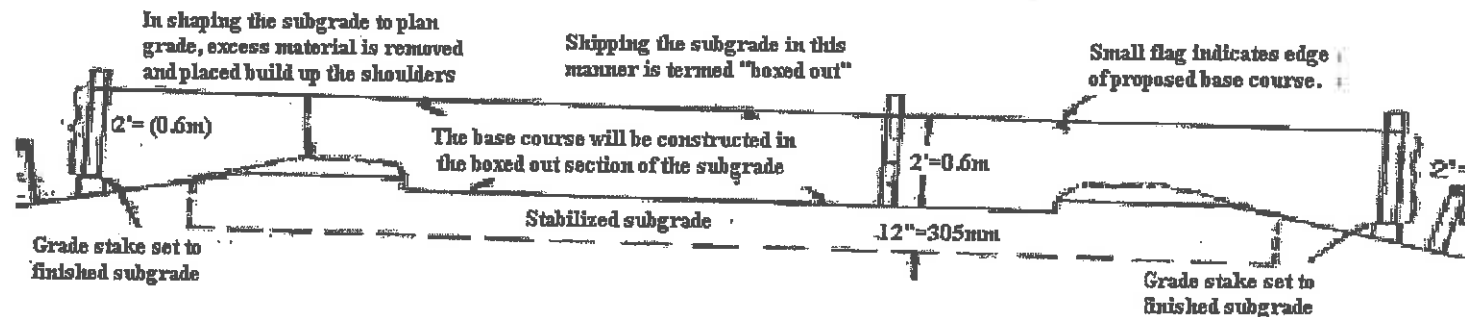 In shaping the subgrade to plan
grade, excess material is removed
and placed build up the shoulders
Skipping the subgrade in this
manner is termed "boxed out"
Small flag indicates edge
of proposed base course.
2'= (0.6m)
The base course will be constructed in
the boxed out section of the subgrade
2'=0.6m
2'=
Stabilized subgrade
12"=305mm
Grade stake set to
finished subgrade
Grade stake set to
finished subgrade